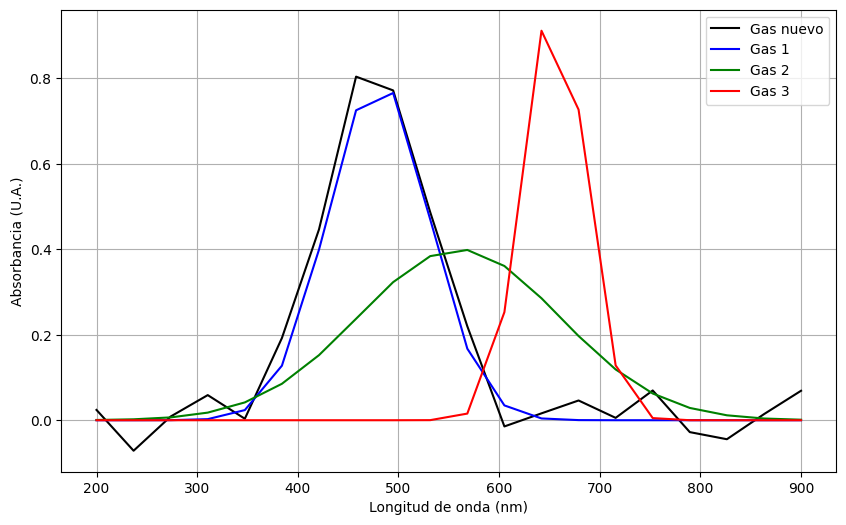 Gas nuevo
Gas 1
Gas 2
Gas 3
Absorbancia (U.A.)
0.8
0.6
0.4
0.2
0.0
200 300 400 500 600 700 800 900
Longitud de onda (nm)